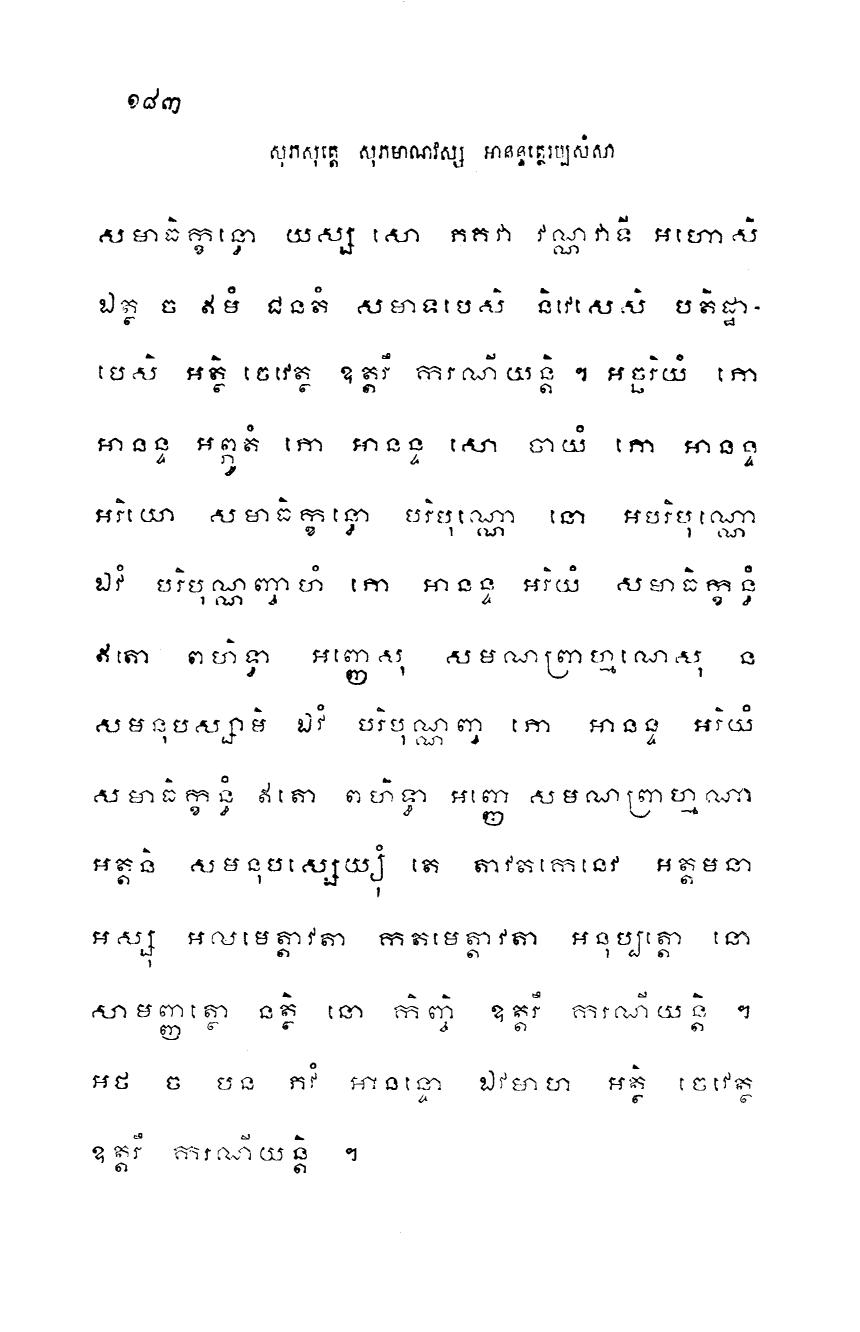 ១៨៣
សុភសុត្តេ សុភមាណវស្ស អានន្ទត្ថេរប្បសំសា
សមាធិក្ខន្ធោ យស្ស សោ ភគវា វណ្ណវាទី អហោសិ
ឯត្ថ ច ឥមំ ជនតំ សមាទបេសិ និវេសេសិ បតិដ្ឋា-
បេសិ អត្ថិ ចេវេត្ថ ឧត្តរឹ ករណីយន្តិ ។ អច្ឆរិយំ ភោ
អានន្ទ អព្ភូតំ ភោ អានន្ទ សោ ចាយំ ភោ អានន្ទ
អរិយោ សមាធិក្ខន្ធោ បរិបុណ្ណោ នោ អបរិបុណ្ណោ
ឯវំ បរិបុណ្ណញ្ចាហំ ភោ អានន្ទ អរិយំ សមាធិក្ខន្ធំ
ឥតោ ពហិទ្ធា អញ្ញេសុ សមណព្រាហ្មណេសុ ន
សមនុបស្សាមិ ឯវំ បរិបុណ្ណញ្ច ភោ អានន្ទ អរិយំ
សមាធិក្ខន្ធំ ឥតោ ពហិទ្ធា អញ្ញេ សមណព្រាហ្មណា
អត្តនិ សមនុបស្សេយ្យុំ តេ តាវតកេនេវ អត្តមនា
អស្សុ អលមេត្តាវតា កតមេត្តាវតា អនុប្បត្តោ នោ
សាមញ្ញត្ថោ នត្ថិ នោ កិញ្ចិ ឧត្តរឹ ករណីយន្តិ ។
អថ ច បន ភវំ អានន្ទោ ឯវមាហ អត្ថិ ចេវេត្ថ
ឧត្តរឹ ករណីយន្តិ ។